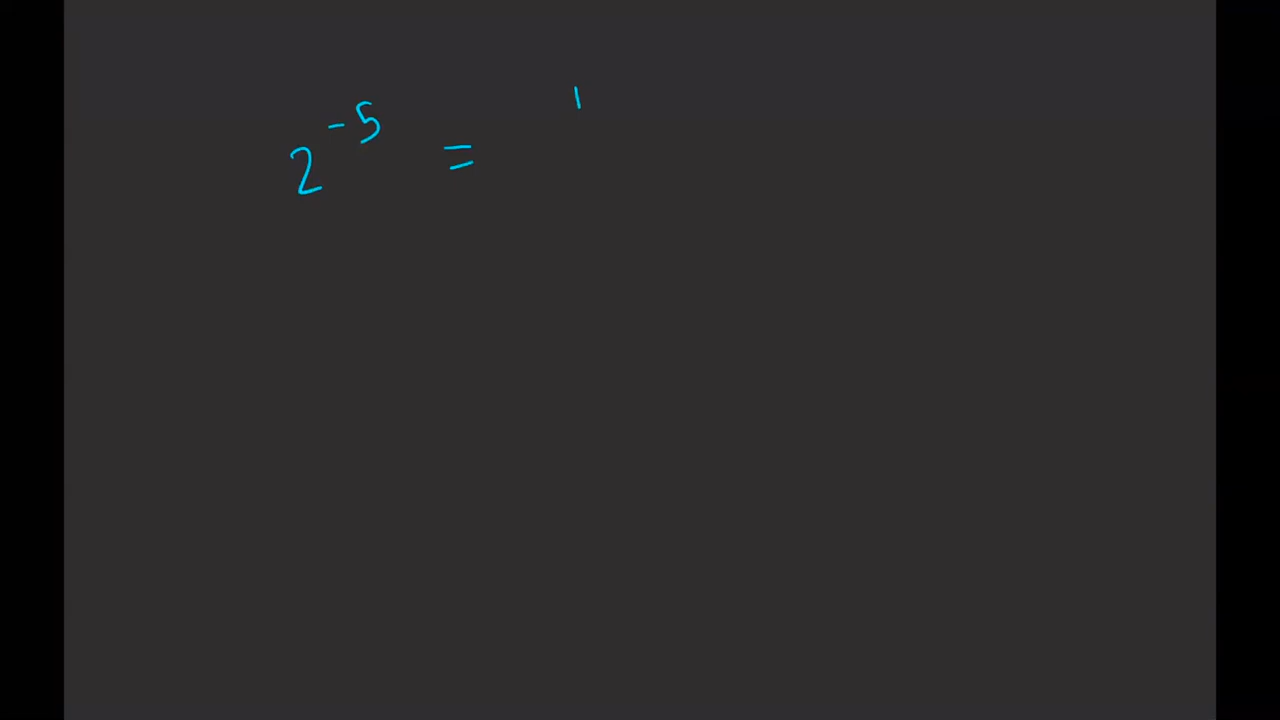 2^{-5} = 1